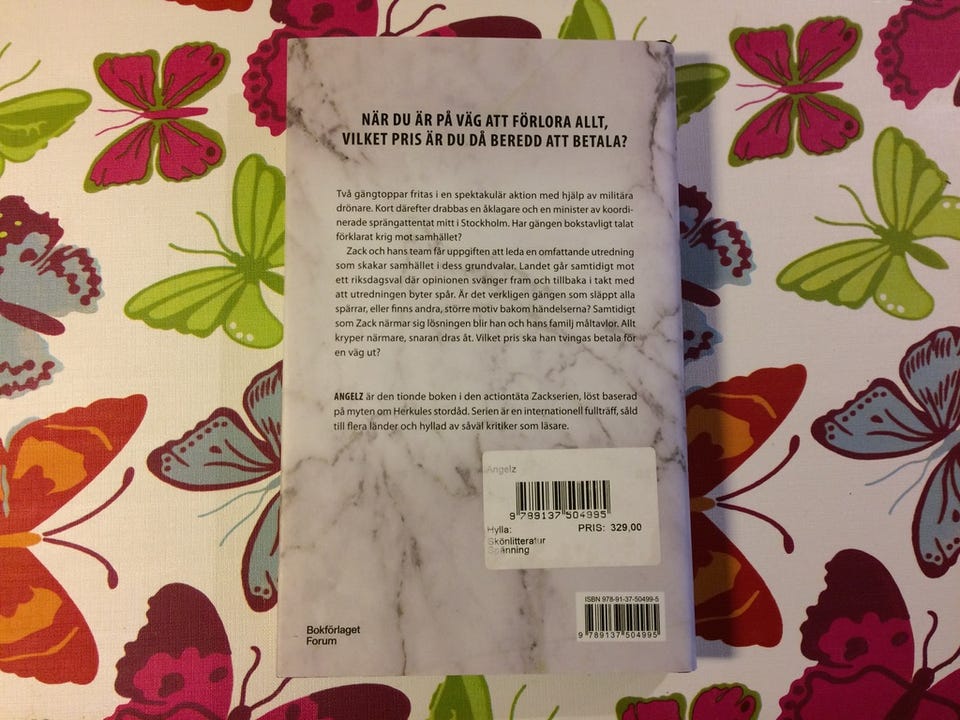 NÄR DU ÄR PÅ VÄG ATT FÖRLORA ALLT,
VILKET PRIS ÄR DU DÅ BEREDD ATT BETALA?
Två gängtoppar fritas i en spektakulär aktion med hjälp av militära
drönare. Kort därefter drabbas en åklagare och en minister av koordi-
nerade sprängattentat mitt i Stockholm. Har gängen bokstavligt talat
förklarat krig mot samhället?
Zack och hans team får uppgiften att leda en omfattande utredning
som skakar samhället i dess grundvalar. Landet går samtidigt mot
ett riksdagsval där opinionen svänger fram och tillbaka i takt med
att utredningen byter spår. Är det verkligen gängen som släppt alla
spärrar, eller finns andra, större motiv bakom händelserna? Samtidigt
som Zack närmar sig lösningen blir han och hans familj måltavlor. Allt
kryper närmare, snaran dras åt. Vilket pris ska han tvingas betala för
en väg ut?
ANGELZ är den tionde boken i den actiontäta Zackserien, löst baserad
på myten om Herkules stordåd. Serien är en internationell fullträff, såld
till flera länder och hyllad av såväl kritiker som läsare.
Angelz
9 789137 504995
Hylla: PRIS: 329,00
Skönlitteratur
Spänning
ISBN 978-91-37-50499-5
9 789137 504995
Bokförlaget
Forum